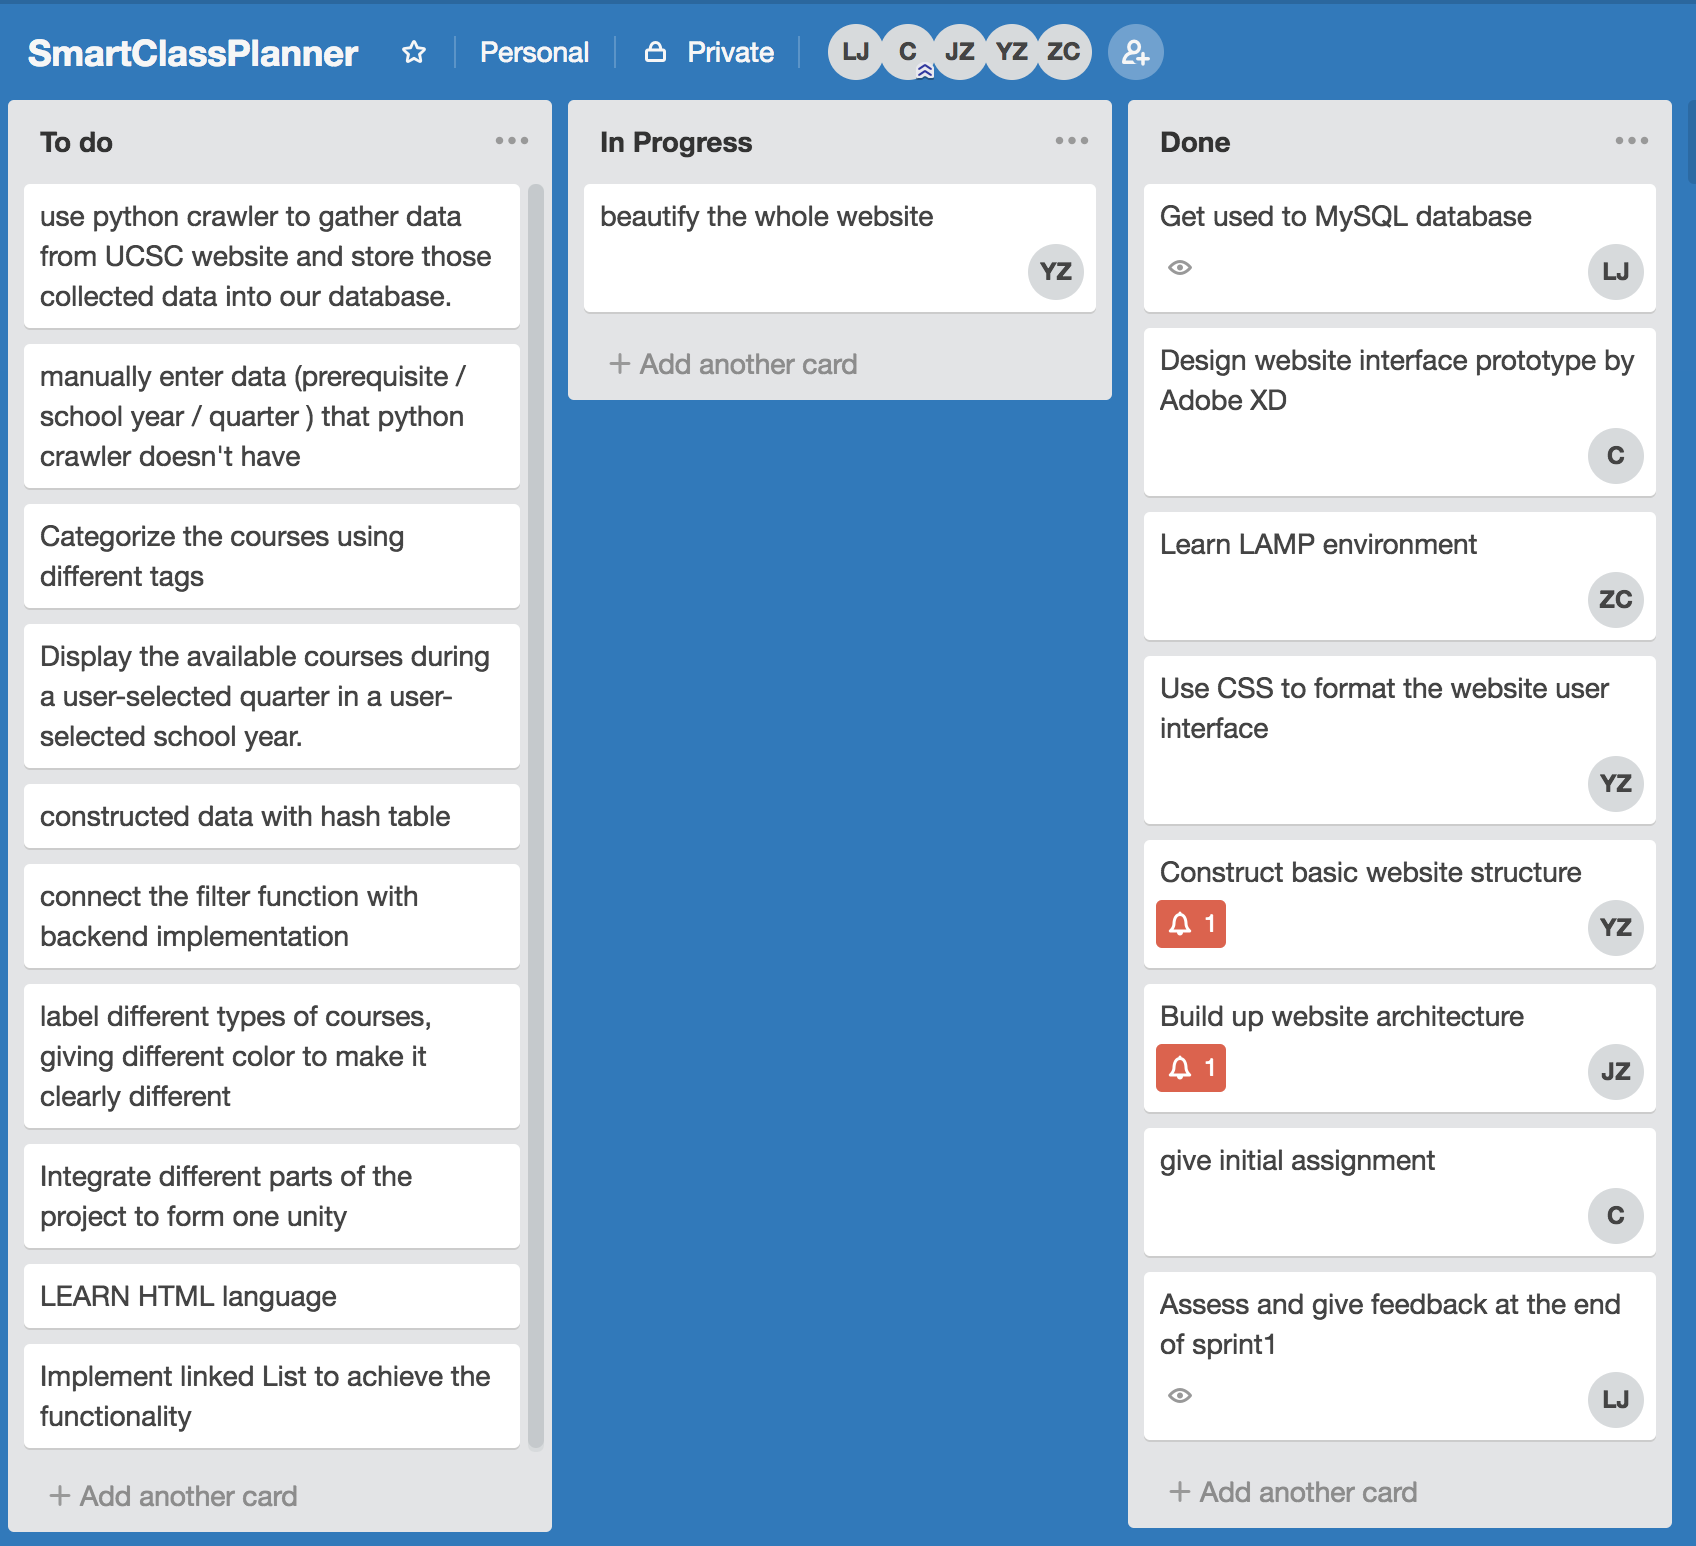 SmartClassPlanner
Personal
Private
LJ
C
JZ
YZ
ZC
To do
use python crawler to gather data
from UCSC website and store those
collected data into our database.
manually enter data (prerequisite /
school year / quarter ) that python
crawler doesn't have
Categorize the courses using
different tags
Display the available courses during
a user-selected quarter in a user-
selected school year.
constructed data with hash table
connect the filter function with
backend implementation
label different types of courses,
giving different color to make it
clearly different
Integrate different parts of the
project to form one unity
LEARN HTML language
Implement linked List to achieve the
functionality
+ Add another card
In Progress
beautify the whole website
YZ
+ Add another card
Done
Get used to MySQL database
LJ
Design website interface prototype by
Adobe XD
C
Learn LAMP environment
ZC
Use CSS to format the website user
interface
YZ
Construct basic website structure
1
YZ
Build up website architecture
1
JZ
give initial assignment
C
Assess and give feedback at the end
of sprint1
LJ
+ Add another card